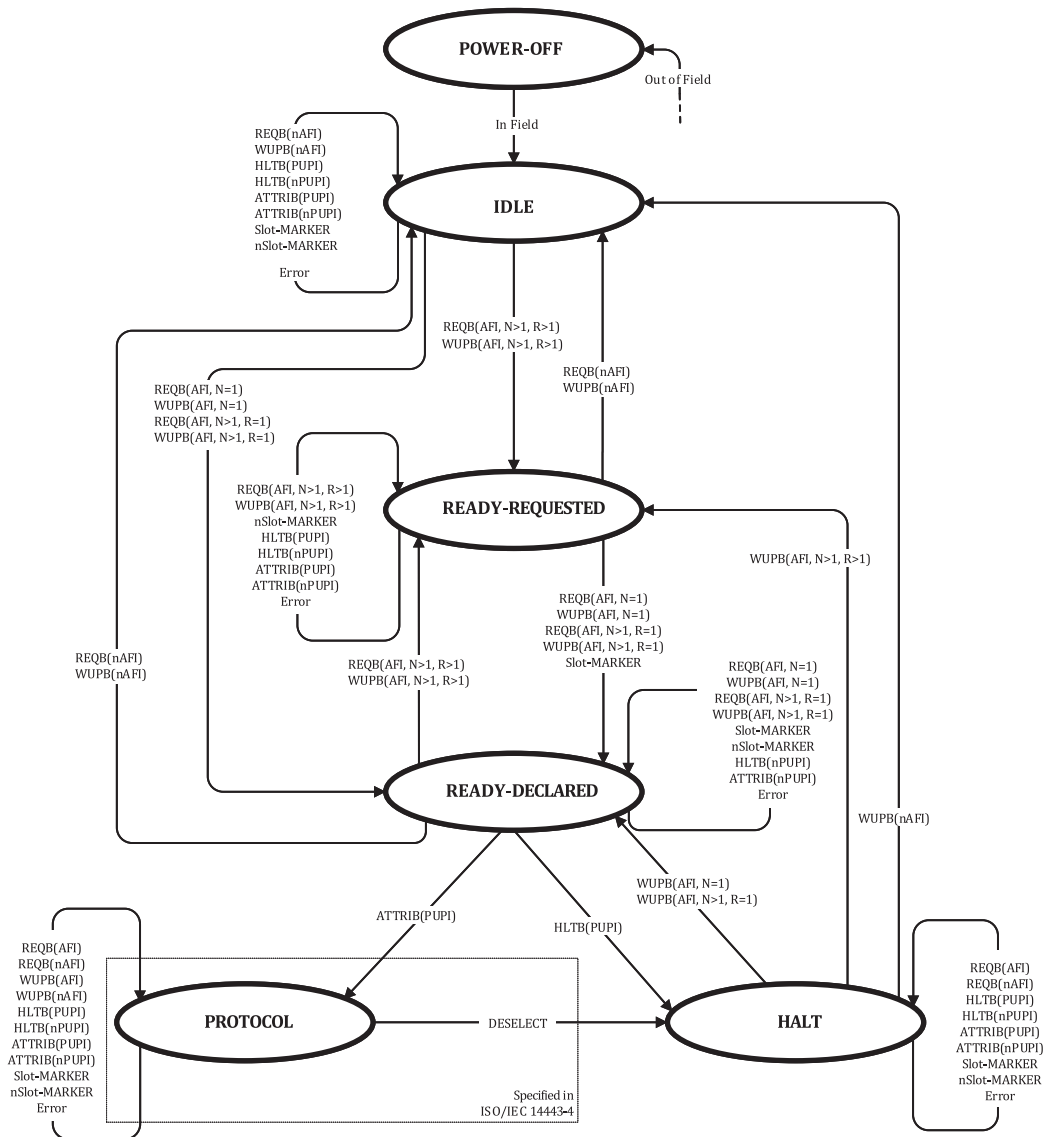 POWER-OFF
Out of Field
In Field
REQB(nAFI)
WUPB(nAFI)
HLTB(PUPI)
HLTB(nPUPI)
ATTRIB(PUPI)
ATTRIB(nPUPI)
Slot-MARKER
nSlot-MARKER
Error
IDLE
REQB(AFI, N>1, R>1)
WUPB(AFI, N>1, R>1)
REQB(nAFI)
WUPB(nAFI)
REQB(AFI, N=1)
WUPB(AFI, N=1)
REQB(AFI, N>1, R=1)
WUPB(AFI, N>1, R=1)
REQB(AFI, N>1, R>1)
WUPB(AFI, N>1, R>1)
nSlot-MARKER
HLTB(PUPI)
HLTB(nPUPI)
ATTRIB(PUPI)
ATTRIB(nPUPI)
Error
READY-REQUESTED
WUPB(AFI, N>1, R>1)
REQB(AFI, N=1)
WUPB(AFI, N=1)
REQB(AFI, N>1, R=1)
WUPB(AFI, N>1, R=1)
Slot-MARKER
REQB(nAFI)
WUPB(nAFI)
REQB(AFI, N>1, R>1)
WUPB(AFI, N>1, R>1)
REQB(AFI, N=1)
WUPB(AFI, N=1)
REQB(AFI, N>1, R=1)
WUPB(AFI, N>1, R=1)
Slot-MARKER
nSlot-MARKER
HLTB(nPUPI)
ATTRIB(nPUPI)
Error
READY-DECLARED
WUPB(nAFI)
WUPB(AFI, N=1)
WUPB(AFI, N>1, R=1)
ATTRIB(PUPI)
HLTB(PUPI)
REQB(AFI)
REQB(nAFI)
WUPB(AFI)
WUPB(nAFI)
HLTB(PUPI)
HLTB(nPUPI)
ATTRIB(PUPI)
ATTRIB(nPUPI)
Slot-MARKER
nSlot-MARKER
Error
PROTOCOL
DESELECT
HALT
REQB(AFI)
REQB(nAFI)
HLTB(PUPI)
HLTB(nPUPI)
ATTRIB(PUPI)
ATTRIB(nPUPI)
Slot-MARKER
nSlot-MARKER
Error
Specified in
ISO/IEC 14443-4